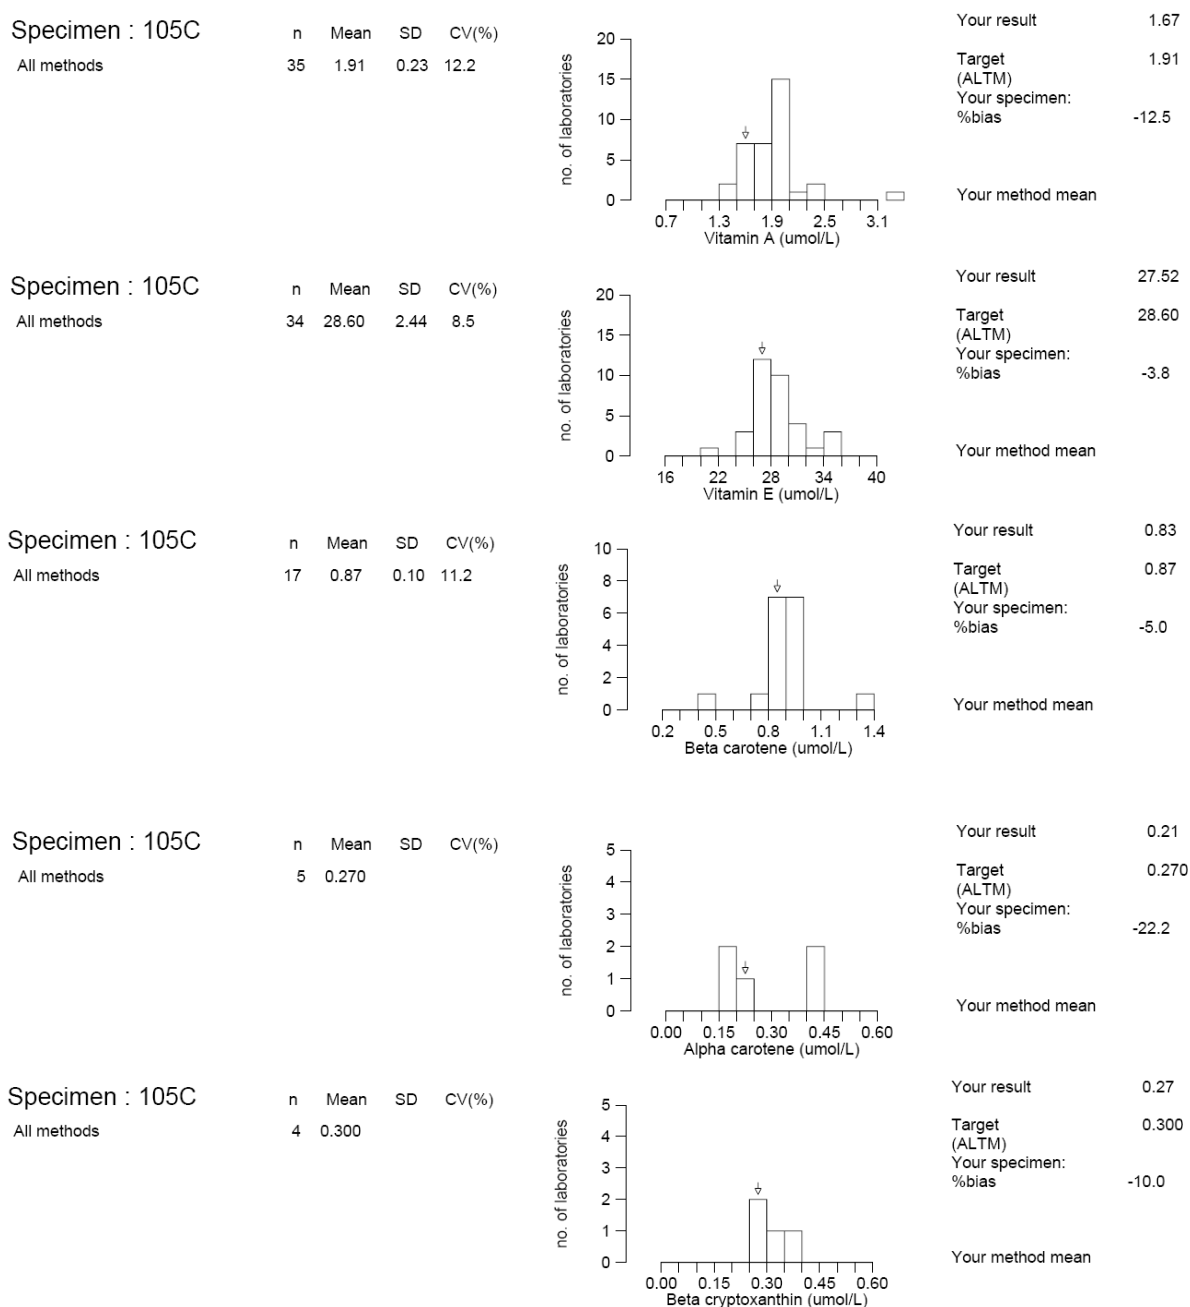 Specimen : 105C n Mean SD CV(%)
All methods 35 1.91 0.23 12.2
no. of laboratories
20
15
10
5
0
0.7 1.3 1.9 2.5 3.1
Vitamin A (umol/L)
Your result 1.67
Target 1.91
(ALTM)
Your specimen:
%bias -12.5
Your method mean
Specimen : 105C n Mean SD CV(%)
All methods 34 28.60 2.44 8.5
no. of laboratories
20
15
10
5
0
16 22 28 34 40
Vitamin E (umol/L)
Your result 27.52
Target 28.60
(ALTM)
Your specimen:
%bias -3.8
Your method mean
Specimen : 105C n Mean SD CV(%)
All methods 17 0.87 0.10 11.2
no. of laboratories
10
8
6
4
2
0
0.2 0.5 0.8 1.1 1.4
Beta carotene (umol/L)
Your result 0.83
Target 0.87
(ALTM)
Your specimen:
%bias -5.0
Your method mean
Specimen : 105C n Mean SD CV(%)
All methods 5 0.270
no. of laboratories
5
4
3
2
1
0
0.00 0.15 0.30 0.45 0.60
Alpha carotene (umol/L)
Your result 0.21
Target 0.270
(ALTM)
Your specimen:
%bias -22.2
Your method mean
Specimen : 105C n Mean SD CV(%)
All methods 4 0.300
no. of laboratories
5
4
3
2
1
0
0.00 0.15 0.30 0.45 0.60
Beta cryptoxanthin (umol/L)
Your result 0.27
Target 0.300
(ALTM)
Your specimen:
%bias -10.0
Your method mean